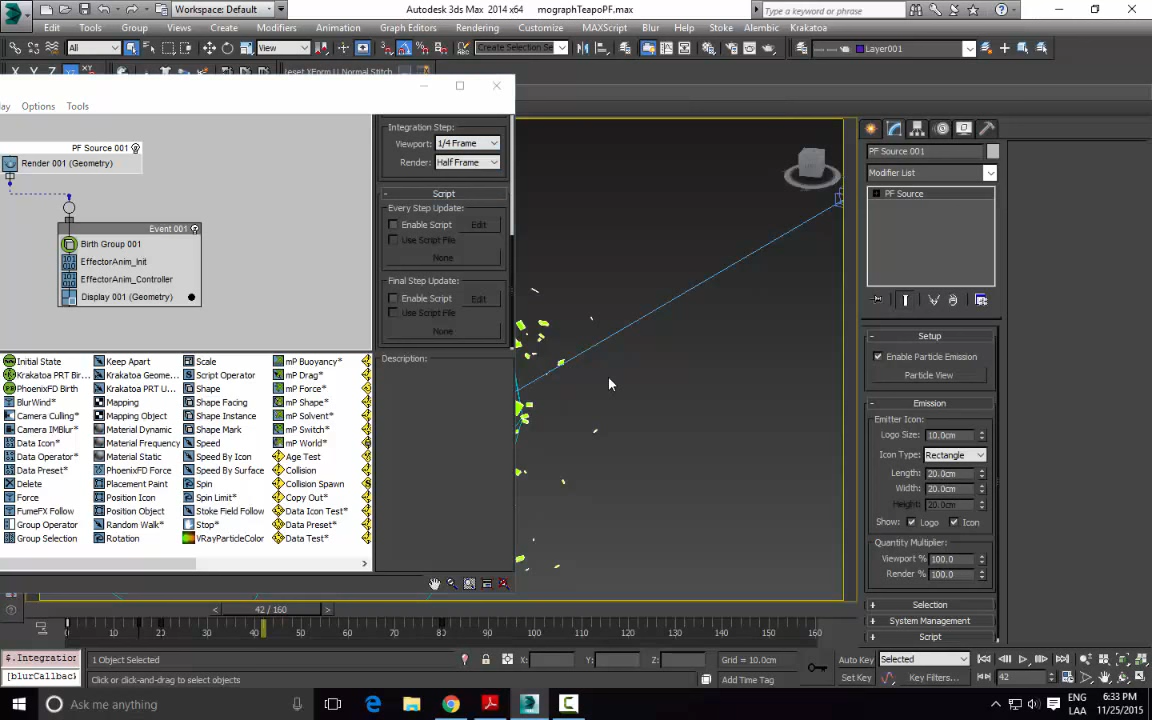 Workspace: Default
Autodesk 3ds Max 2014 x64
mographTeapoPF.max
Type a keyword or phrase
Edit Tools Group Views Create Modifiers Animation Graph Editors Rendering Customize MAXScript Blur Help Stoke Alembic Krakatoa
All View Create Selection Se Layer001
Options Tools
PF Source 001
Render 001 (Geometry)
Event 001
Birth Group 001
EffectorAnim_Init
EffectorAnim_Controller
Display 001 (Geometry)
Integration Step:
Viewport: 1/4 Frame
Render: Half Frame
- Script
Every Step Update:
Enable Script Edit
Use Script File
None
Final Step Update:
Enable Script Edit
Use Script File
None
Description:
Initial State Keep Apart Scale mP Buoyancy*
Krakatoa PRT Bir... Krakatoa Geome... Script Operator mP Drag*
PhoenixFD Birth Krakatoa PRT U... Shape mP Force*
BlurWind* Mapping Shape Facing mP Shape*
Camera Culling* Mapping Object Shape Instance mP Solvent*
Camera IMBlur* Material Dynamic Shape Mark mP Switch*
Data Icon* Material Frequency Speed mP World*
Data Operator* Material Static Speed By Icon Age Test
Data Preset* PhoenixFD Force Speed By Surface Collision
Delete Placement Paint Spin Collision Spawn
Force Position Icon Spin Limit* Copy Out*
FumeFX Follow Position Object Stoke Field Follow Data Icon Test*
Group Operator Random Walk* Stop* Data Preset*
Group Selection Rotation VRayParticleColor Data Test*
PF Source 001
Modifier List
PF Source
- Setup
Enable Particle Emission
Particle View
- Emission
Emitter Icon:
Logo Size: 10.0cm
Icon Type: Rectangle
Length: 20.0cm
Width: 20.0cm
Height: 20.0cm
Show: Logo Icon
Quantity Multiplier:
Viewport % 100.0
Render % 100.0
+ Selection
+ System Management
+ Script
< 42 / 160 >
0 10 20 30 40 50 60 70 80 90 100 110 120 130 140 150 160
$.Integration
1 Object Selected
X: Y: Z:
Grid = 10.0cm
Auto Key Selected
[blurCallbac
Click or click-and-drag to select objects
Add Time Tag
Set Key Key Filters... 42
Ask me anything
ENG
LAA
6:33 PM
11/25/2015